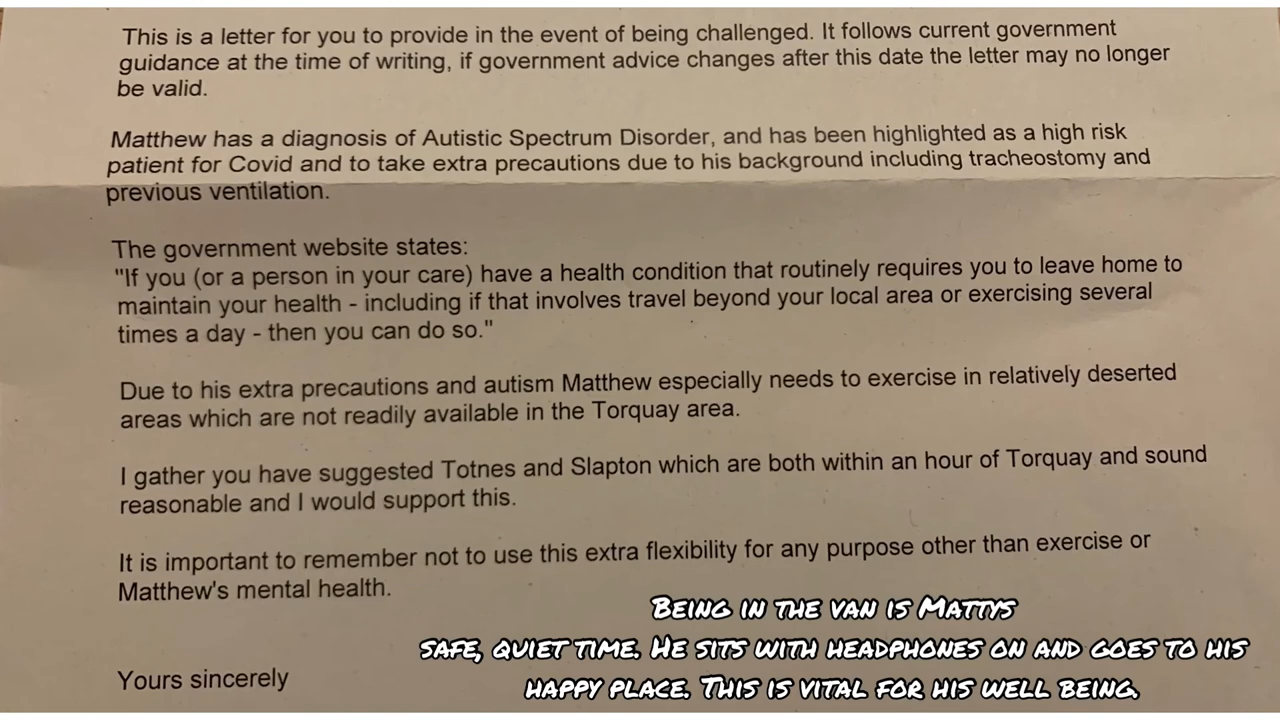 This is a letter for you to provide in the event of being challenged. It follows current government
guidance at the time of writing, if government advice changes after this date the letter may no longer
be valid.
Matthew has a diagnosis of Autistic Spectrum Disorder, and has been highlighted as a high risk
patient for Covid and to take extra precautions due to his background including tracheostomy and
previous ventilation.
The government website states:
"If you (or a person in your care) have a health condition that routinely requires you to leave home to
maintain your health - including if that involves travel beyond your local area or exercising several
times a day - then you can do so."
Due to his extra precautions and autism Matthew especially needs to exercise in relatively deserted
areas which are not readily available in the Torquay area.
I gather you have suggested Totnes and Slapton which are both within an hour of Torquay and sound
reasonable and I would support this.
It is important to remember not to use this extra flexibility for any purpose other than exercise or
Matthew's mental health.
Yours sincerely
BEING IN THE VAN IS MATTYS
SAFE, QUIET TIME. HE SITS WITH HEADPHONES ON AND GOES TO HIS
HAPPY PLACE. THIS IS VITAL FOR HIS WELL BEING.